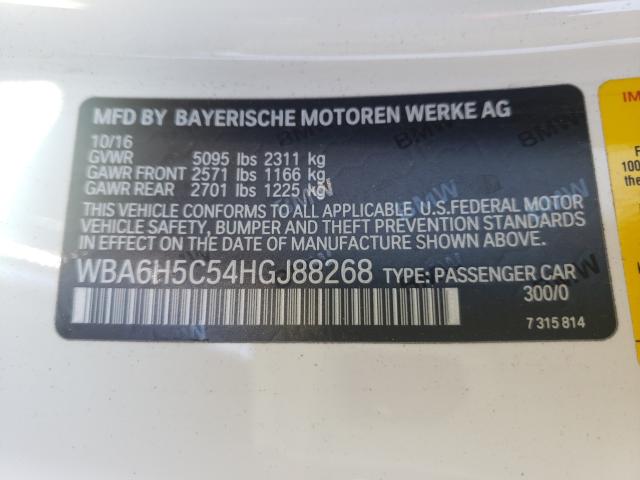 MFD BY BAYERISCHE MOTOREN WERKE AG
10/16
GVWR 5095 lbs 2311 kg
GAWR FRONT 2571 lbs 1166 kg
GAWR REAR 2701 lbs 1225 kg
THIS VEHICLE CONFORMS TO ALL APPLICABLE U.S.FEDERAL MOTOR
VEHICLE SAFETY, BUMPER AND THEFT PREVENTION STANDARDS
IN EFFECT ON THE DATE OF MANUFACTURE SHOWN ABOVE.
WBA6H5C54HGJ88268 TYPE: PASSENGER CAR
300/0
7 315 814